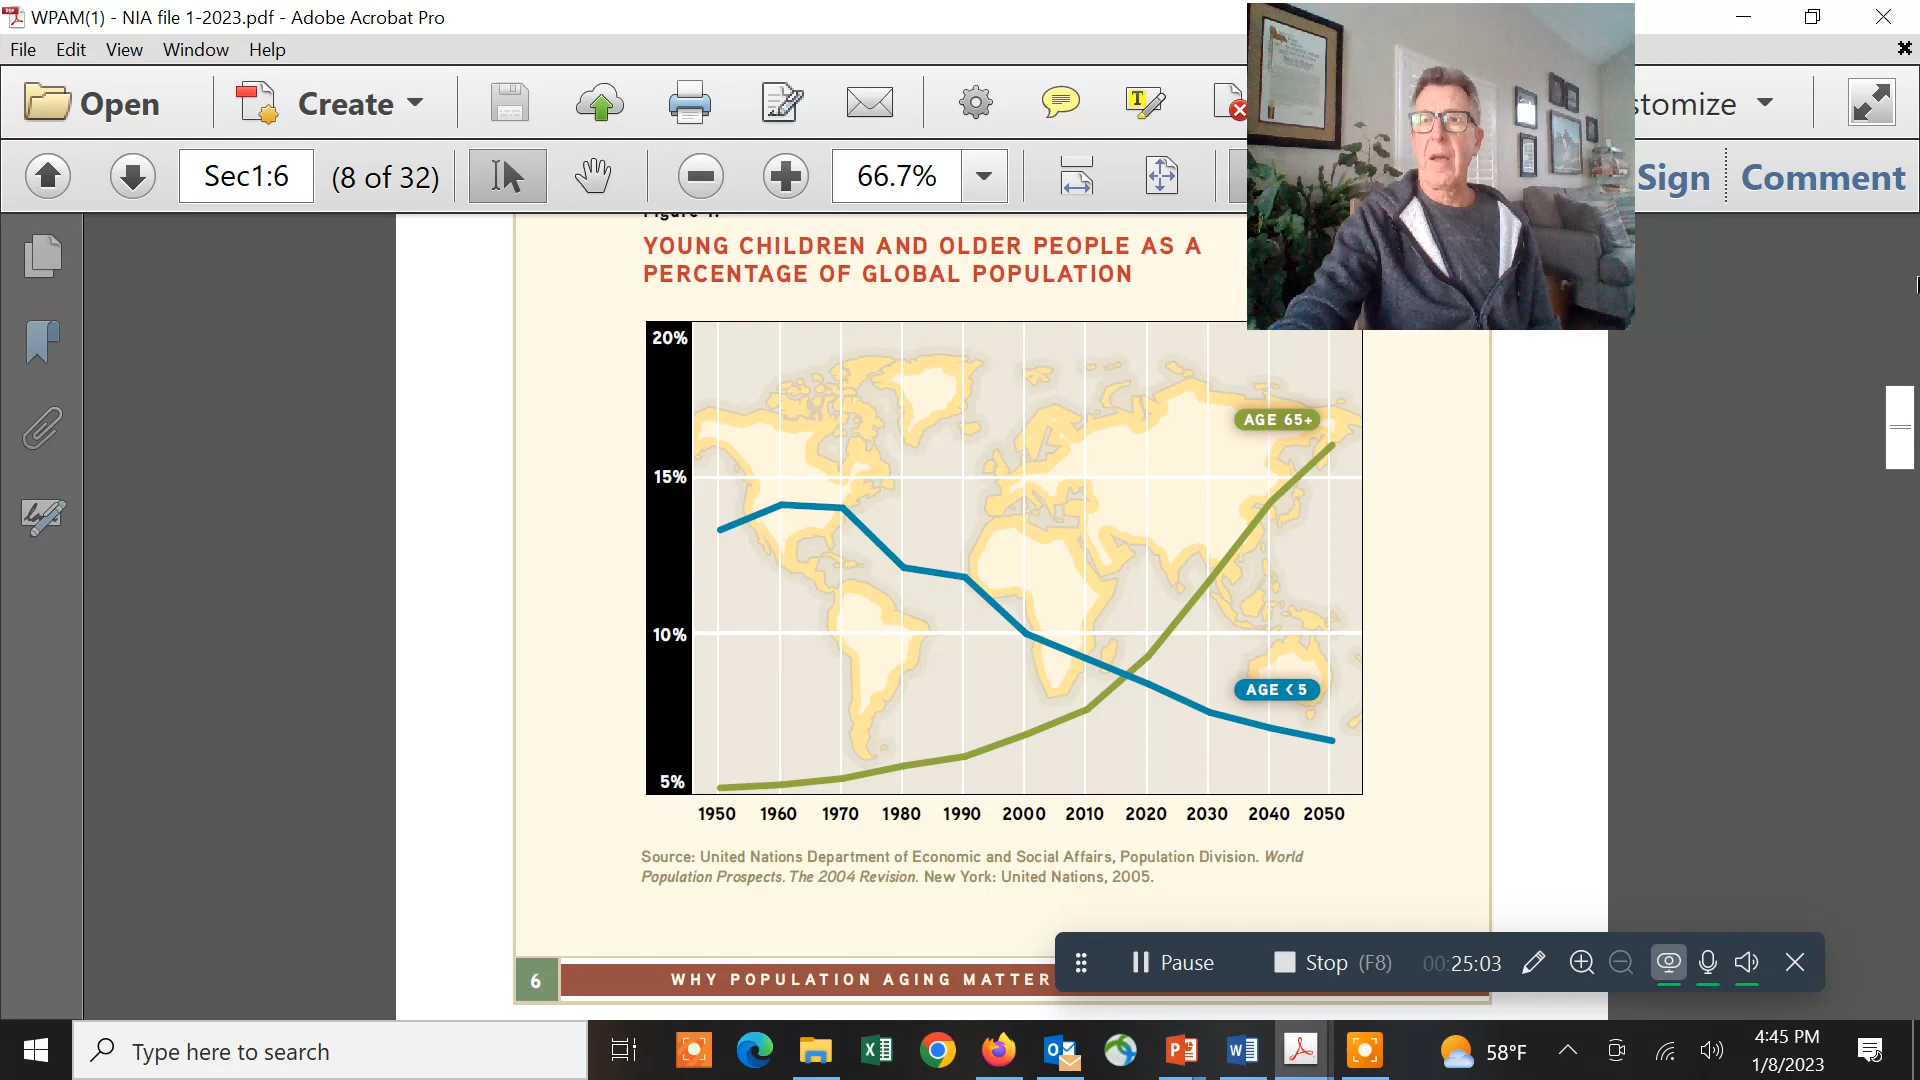 WPAM(1) - NIA file 1-2023.pdf - Adobe Acrobat Pro
File Edit View Window Help
Open Create stomize
Sec1:6 (8 of 32) 66.7% Sign Comment
YOUNG CHILDREN AND OLDER PEOPLE AS A
PERCENTAGE OF GLOBAL POPULATION
20%
AGE 65+
15%
10%
AGE < 5
5%
1950 1960 1970 1980 1990 2000 2010 2020 2030 2040 2050
Source: United Nations Department of Economic and Social Affairs, Population Division. World
Population Prospects. The 2004 Revision. New York: United Nations, 2005.
6 WHY POPULATION AGING MATTER
Pause Stop (F8) 00:25:03
Type here to search
58°F
4:45 PM
1/8/2023